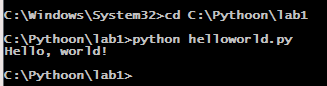 C:\Windows\System32>cd C:\Pythoon\lab1
C:\Pythoon\lab1>python helloworld.py
Hello, world!
C:\Pythoon\lab1>